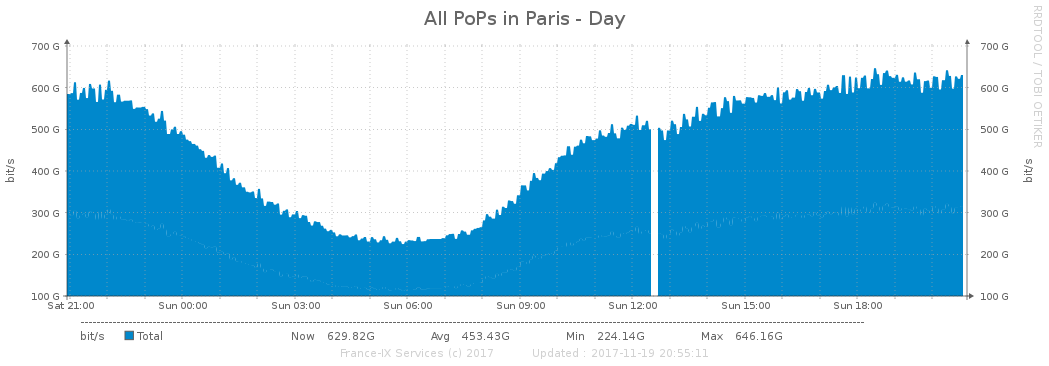 All PoPs in Paris - Day
RRDTOOL / TOBI OETIKER
bit/s
700 G 700 G
600 G 600 G
500 G 500 G
400 G 400 G
300 G 300 G
200 G 200 G
100 G 100 G
bit/s
Sat 21:00 Sun 00:00 Sun 03:00 Sun 06:00 Sun 09:00 Sun 12:00 Sun 15:00 Sun 18:00
bit/s Total Now 629.82G Avg 453.43G Min 224.14G Max 646.16G
France-IX Services (c) 2017 Updated : 2017-11-19 20:55:11